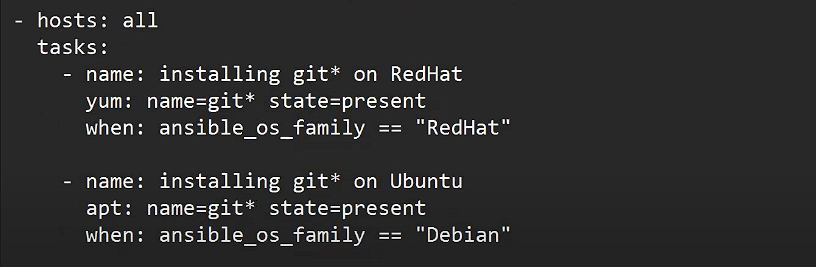 - hosts: all
  tasks:
    - name: installing git* on RedHat
      yum: name=git* state=present
      when: ansible_os_family == "RedHat"

    - name: installing git* on Ubuntu
      apt: name=git* state=present
      when: ansible_os_family == "Debian"